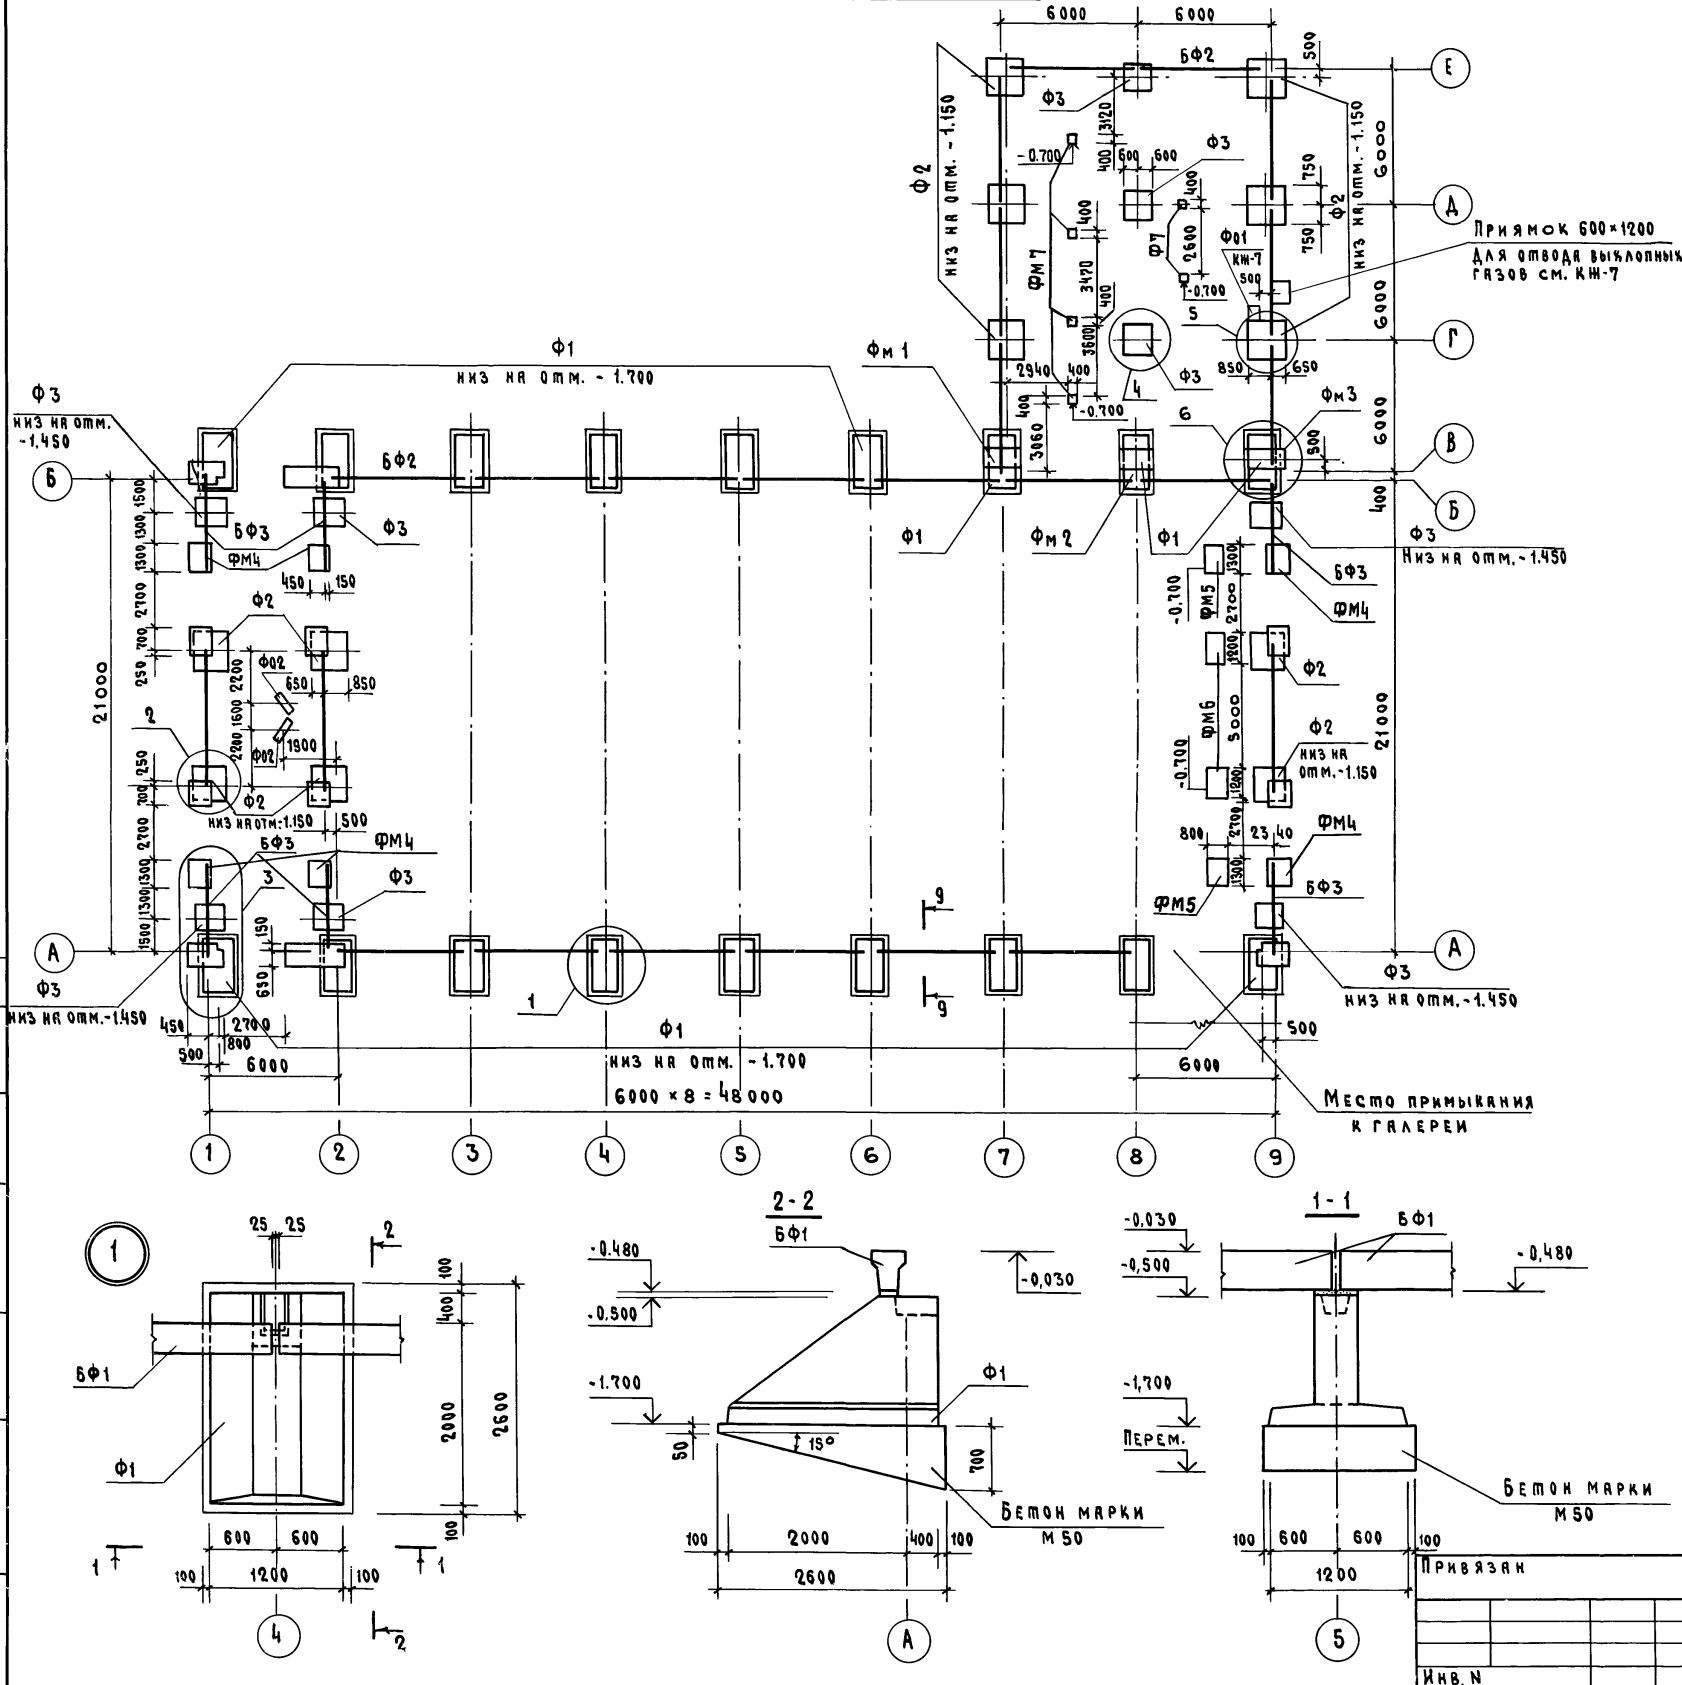 6000 6000
БФ2
500
Е
Ф3
3120
400
-0.700
600 600
Ф3
Ф2
низ на отм. -1.150
6000
750
750
Д
400
2600
Ф7
-0.700
Ф01
КЖ-7
500
низ на отм. -1.150
Ф2
Приямок 600×1200
для отвода выхлопных
газов см. КЖ-7
400
3470
400
3600
ФМ7
5
6000
Г
Ф1
низ на отм. -1.700
Фм1
2940 400
400
-0.700
3060
4
Ф3
850 650
6
Фм3
500
6000
В
400
Б
Ф3
низ на отм.
-1.450
Б
БФ2
1500
1300
1300
2700
700
250
21000
БФ3
Ф3
ФМ4
450 150
Ф1
Фм2
Ф1
Ф3
Низ на отм. -1.450
БФ3
ФМ4
1300
ФМ5
-0.700
2700
Ф2
Ф02
2200
650 850
1600
2200
1900
Ф02
2
250
700
2700
Ф2
низ на отм. -1.150
500
1200
Ф2
ФМ6
5000
-0.700
Ф2
низ на
отм. -1.150
1200
21000
БФ3
ФМ4
1300
1300
1500
3
Ф3
800 2700 23 40
ФМ4
1300
БФ3
ФМ5
А
150
650
9
9
А
Ф3
низ на отм. -1.450
Ф3
низ на отм. -1.450
1
450 2700
800
500
6000
Ф1
низ на отм. -1.700
500
6000
6000 × 8 = 48000
Место примыкания
к галереи
1 2 3 4 5 6 7 8 9
1
25 25
2
100
400
2000
100
2600
БФ1
Ф1
600 600
100 1200 100
1 1
2
4
2-2
БФ1
-0.480
-0.500
-0,030
-1.700
50
15°
Ф1
700
Бетон марки
М 50
100 2000 400 100
2600
А
1-1
БФ1
-0,030
-0,500
-0,480
-1,700
Перем.
Бетон марки
М50
100 600 600 100
1200
5
Привязан
Инв. N